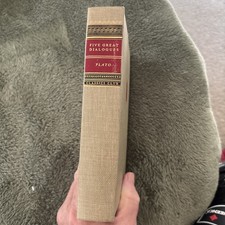 FIVE GREAT
DIALOGUES
PLATO
CLASSICS CLUB